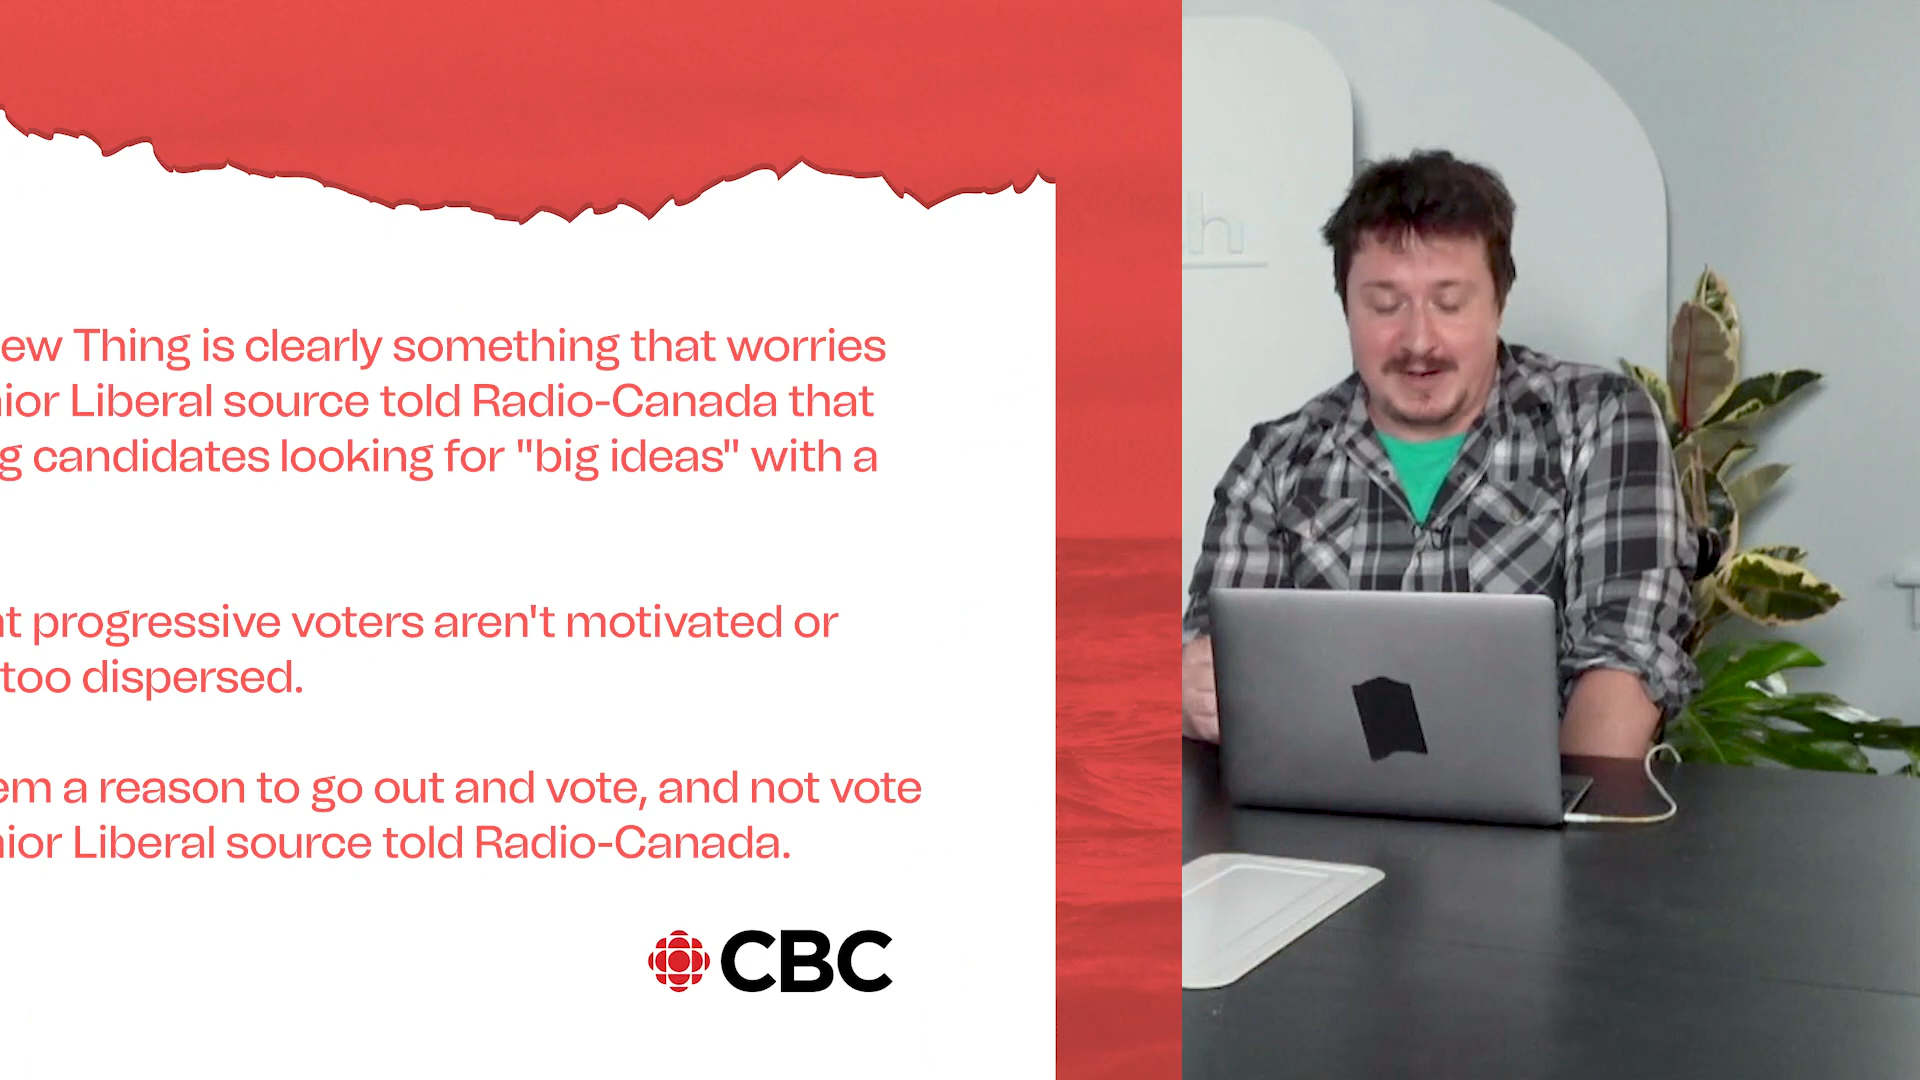 ew Thing is clearly something that worries
ior Liberal source told Radio-Canada that
g candidates looking for "big ideas" with a
t progressive voters aren't motivated or
too dispersed.
em a reason to go out and vote, and not vote
ior Liberal source told Radio-Canada.
CBC
h